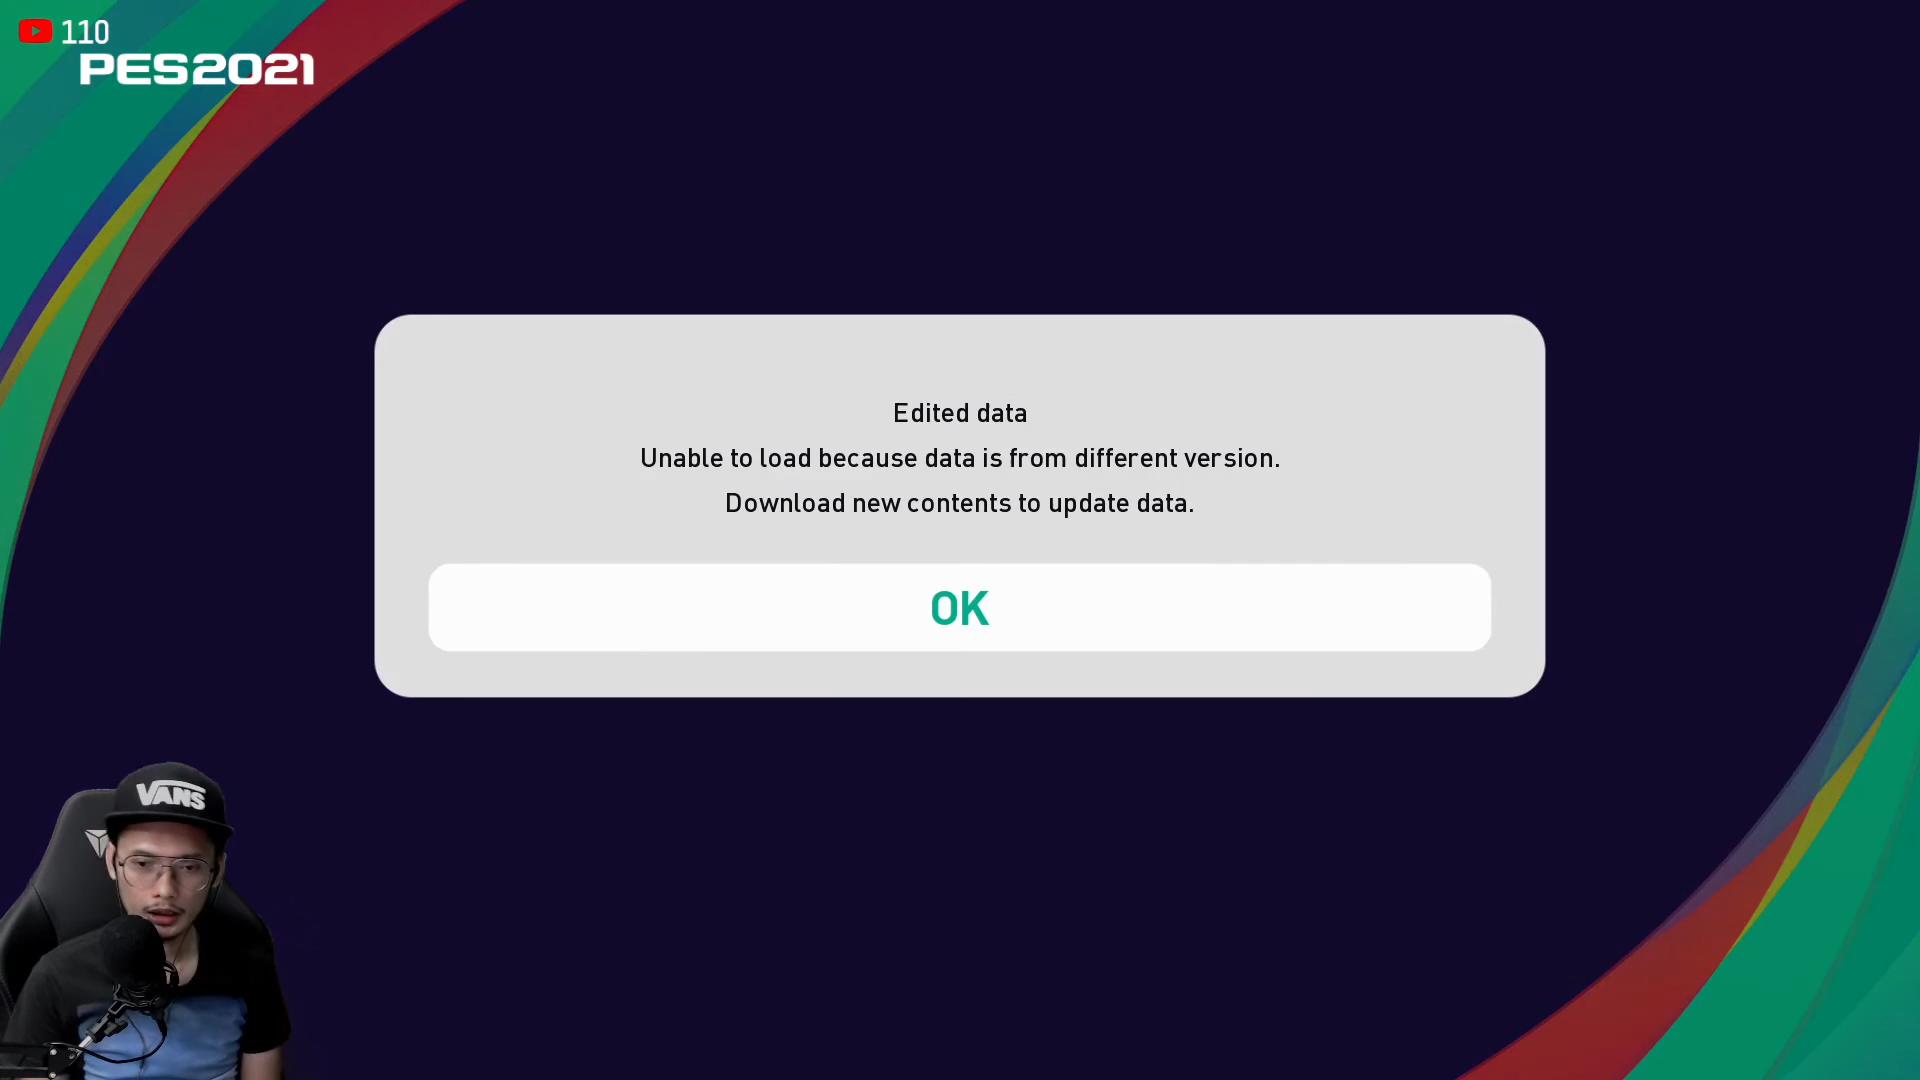 110
PES2021
Edited data
Unable to load because data is from different version.
Download new contents to update data.
OK
VANS